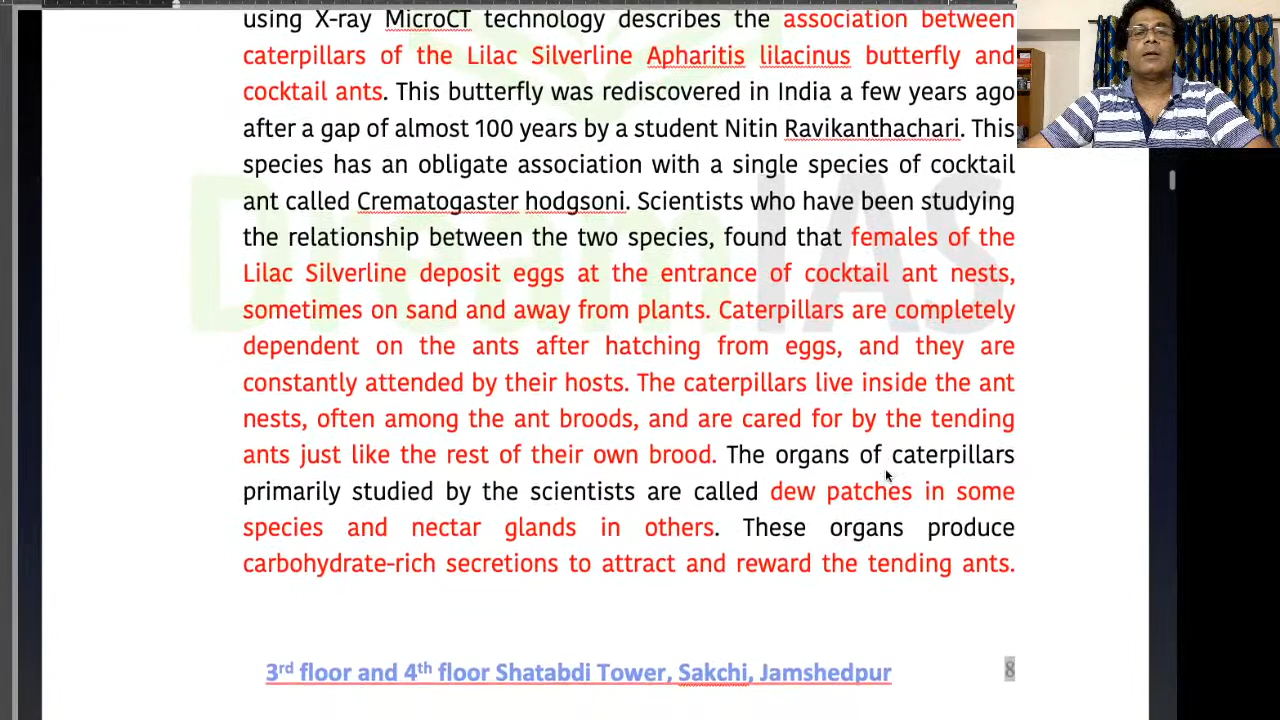 using X-ray MicroCT technology describes the association between
caterpillars of the Lilac Silverline Apharitis lilacinus butterfly and
cocktail ants. This butterfly was rediscovered in India a few years ago
after a gap of almost 100 years by a student Nitin Ravikanthachari. This
species has an obligate association with a single species of cocktail
ant called Crematogaster hodgsoni. Scientists who have been studying
the relationship between the two species, found that females of the
Lilac Silverline deposit eggs at the entrance of cocktail ant nests,
sometimes on sand and away from plants. Caterpillars are completely
dependent on the ants after hatching from eggs, and they are
constantly attended by their hosts. The caterpillars live inside the ant
nests, often among the ant broods, and are cared for by the tending
ants just like the rest of their own brood. The organs of caterpillars
primarily studied by the scientists are called dew patches in some
species and nectar glands in others. These organs produce
carbohydrate-rich secretions to attract and reward the tending ants.
DreamIAS
3rd floor and 4th floor Shatabdi Tower, Sakchi, Jamshedpur 8